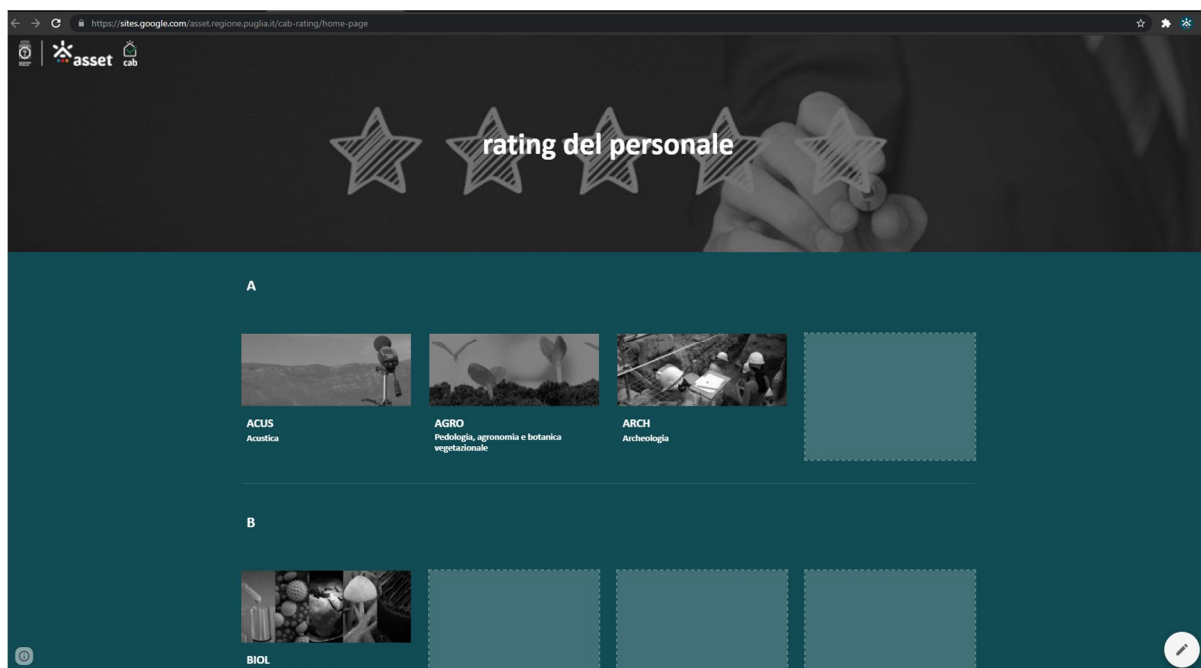 https://sites.google.com/asset.regione.puglia.it/cab-rating/home-page
asset
cab
rating del personale
A
ACUS
Acustica
AGRO
Pedologia, agronomia e botanica
vegetazionale
ARCH
Archeologia
B
BIOL